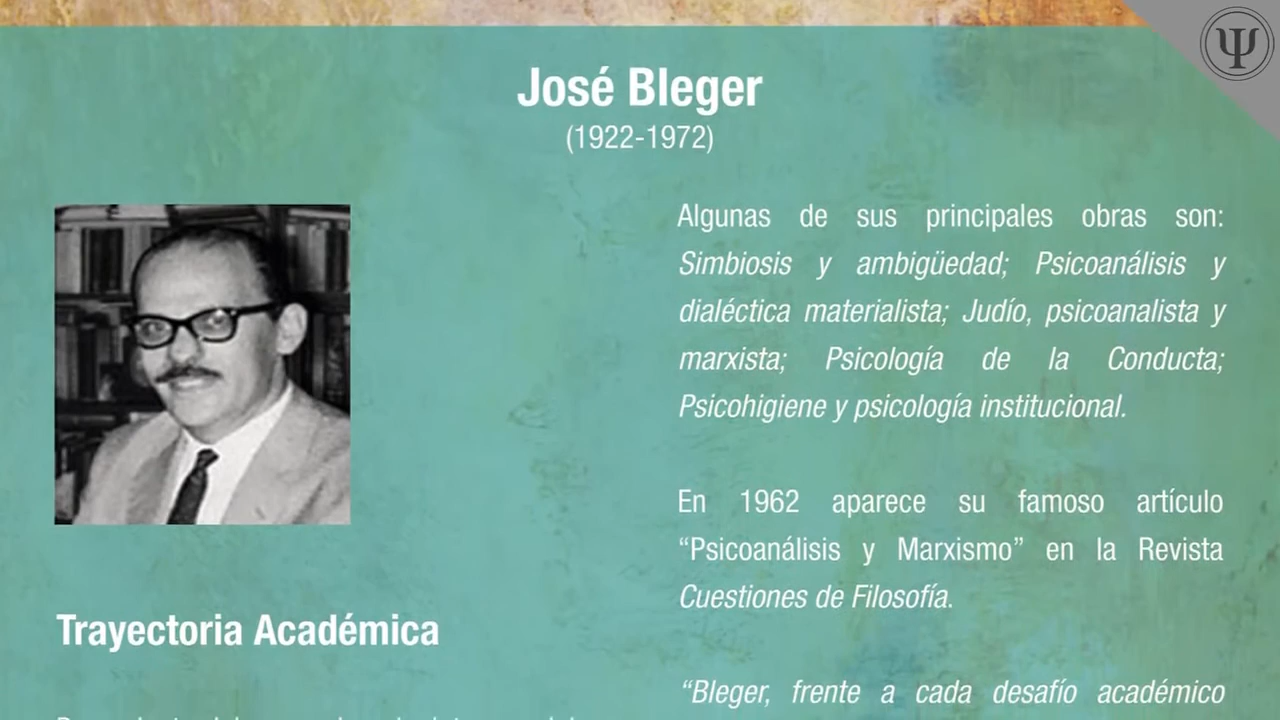 José Bleger
(1922-1972)
Algunas de sus principales obras son:
Simbiosis y ambigüedad; Psicoanálisis y
dialéctica materialista; Judío, psicoanalista y
marxista; Psicología de la Conducta;
Psicohigiene y psicología institucional.
En 1962 aparece su famoso artículo
“Psicoanálisis y Marxismo” en la Revista
Cuestiones de Filosofía.
“Bleger, frente a cada desafío académico
Trayectoria Académica